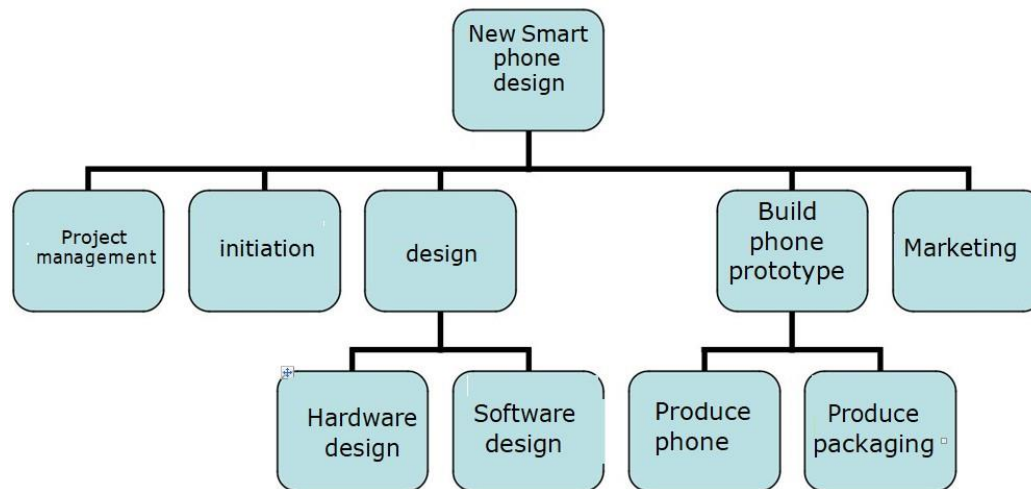 New Smart
phone
design
Project
management
initiation
design
Build
phone
prototype
Marketing
Hardware
design
Software
design
Produce
phone
Produce
packaging